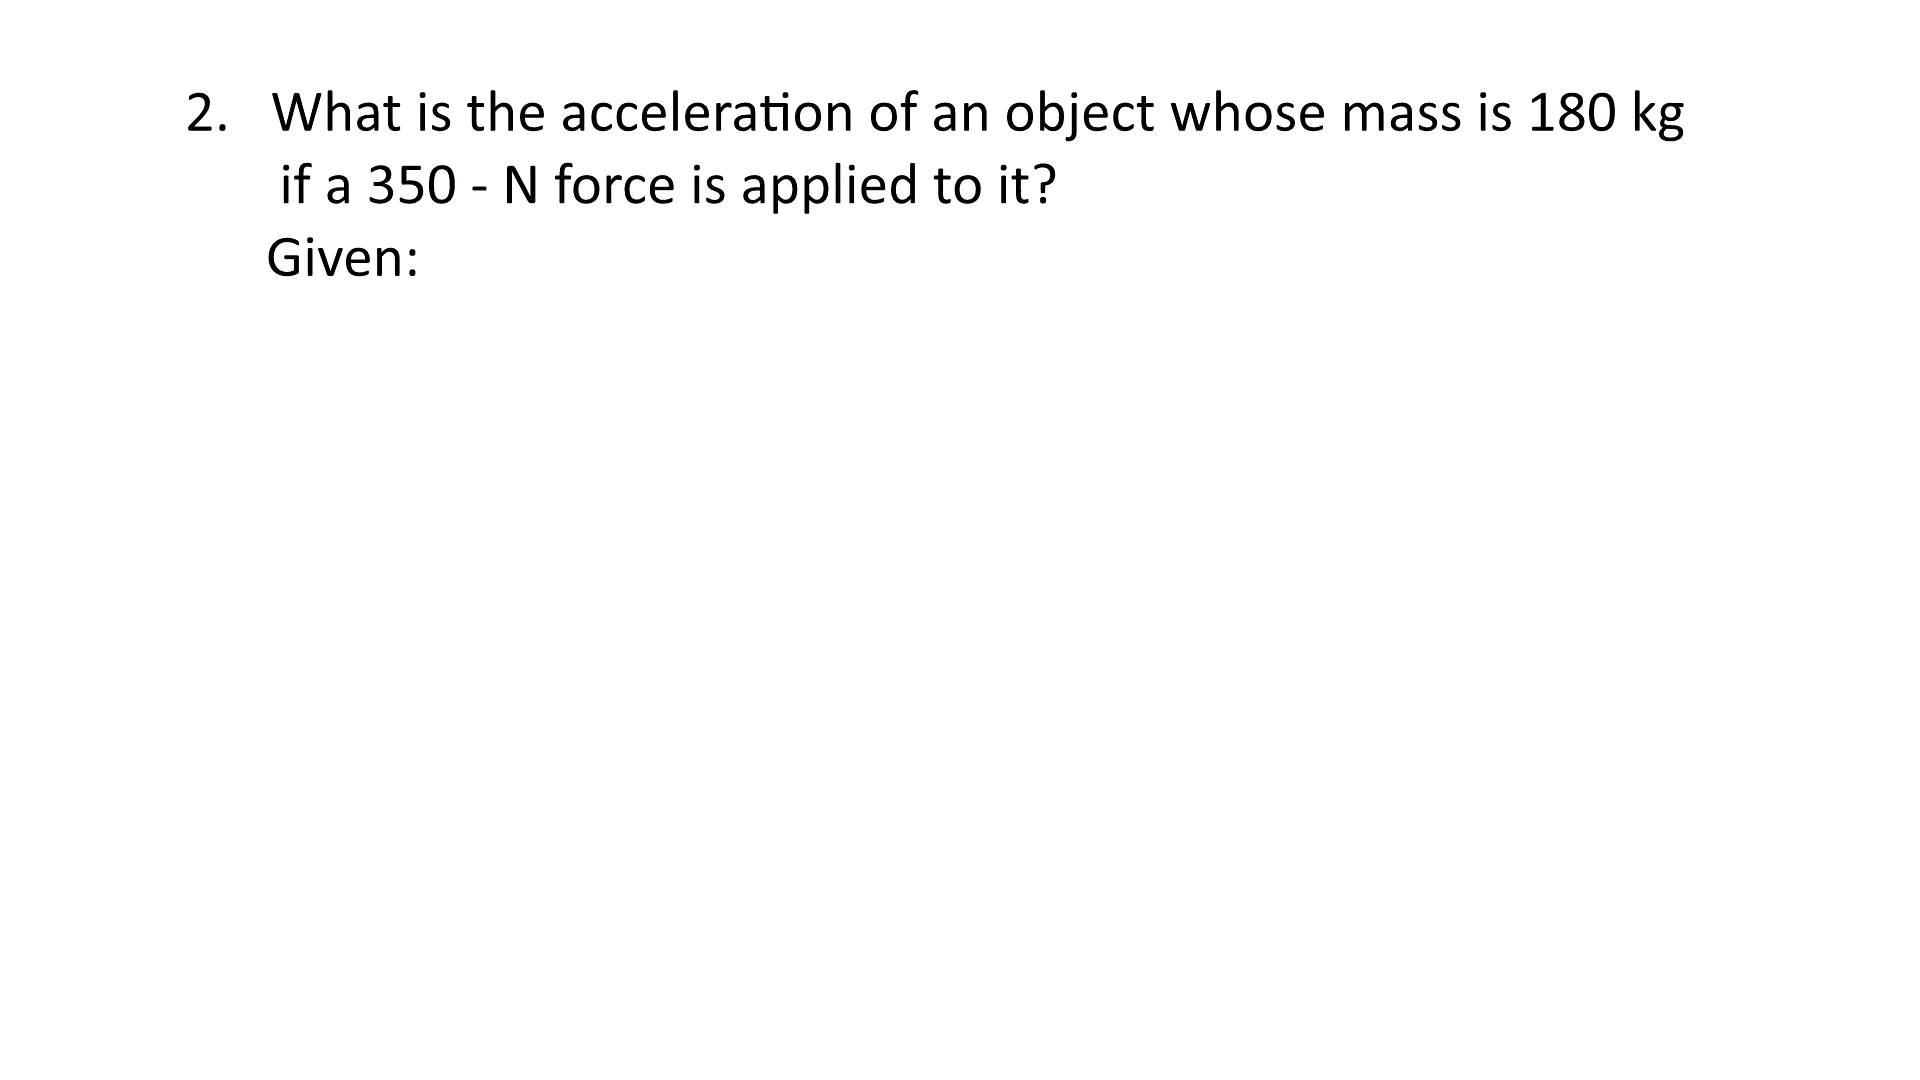 2. What is the acceleration of an object whose mass is 180 kg
if a 350 - N force is applied to it?
Given: